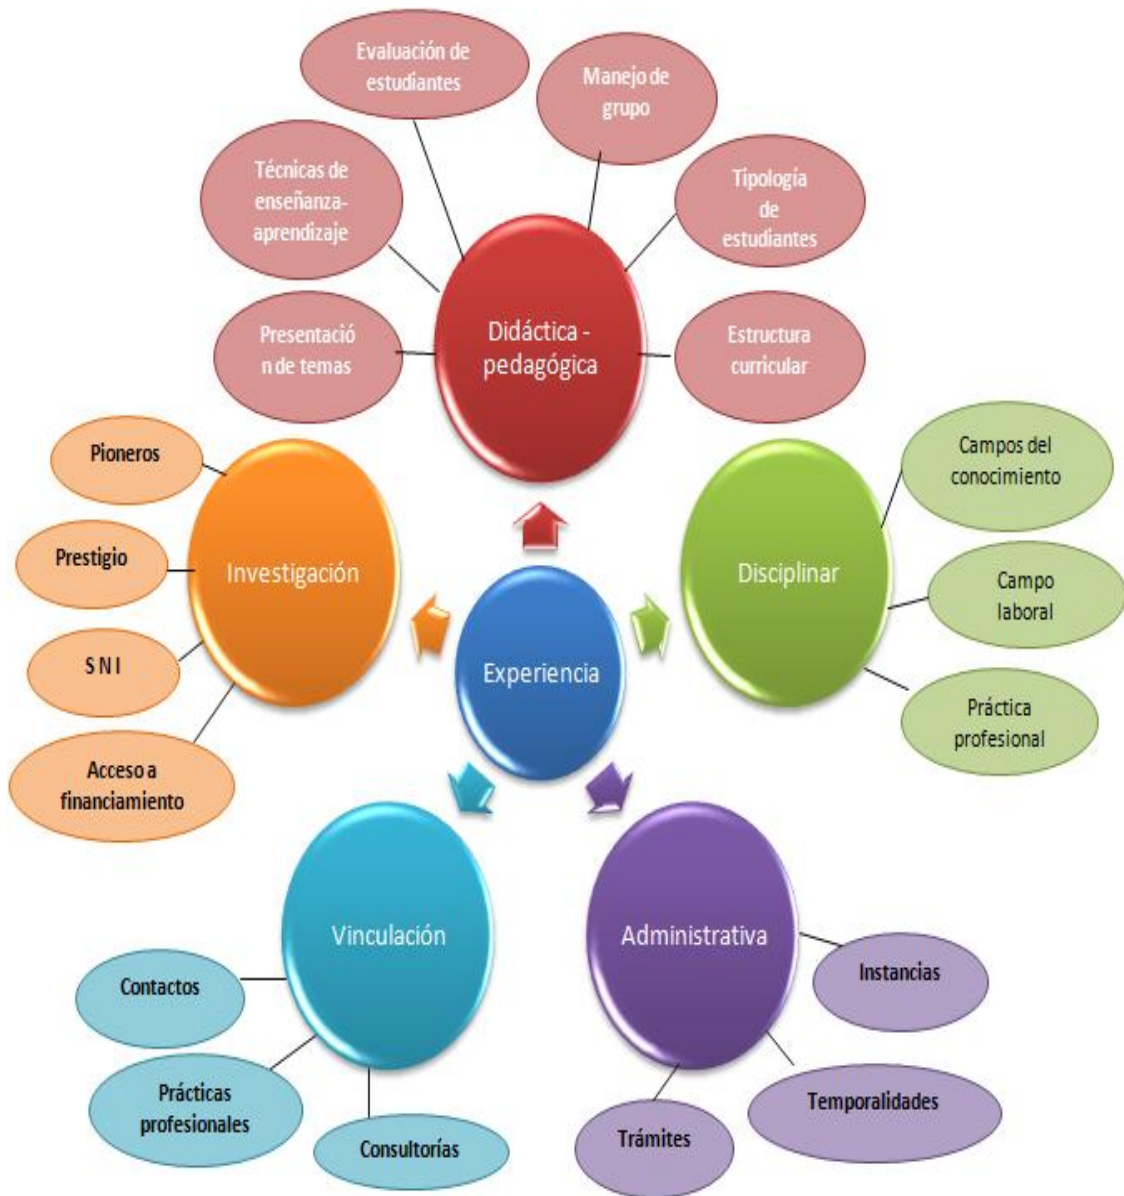 Evaluación de
estudiantes
Manejo de
grupo
Técnicas de
enseñanza-
aprendizaje
Tipología
de
estudiantes
Presentació
n de temas
Didáctica -
pedagógica
Estructura
curricular
Pioneros
Prestigio
S N I
Acceso a
financiamiento
Investigación
Experiencia
Disciplinar
Campos del
conocimiento
Campo
laboral
Práctica
profesional
Vinculación
Contactos
Prácticas
profesionales
Consultorías
Administrativa
Instancias
Temporalidades
Trámites